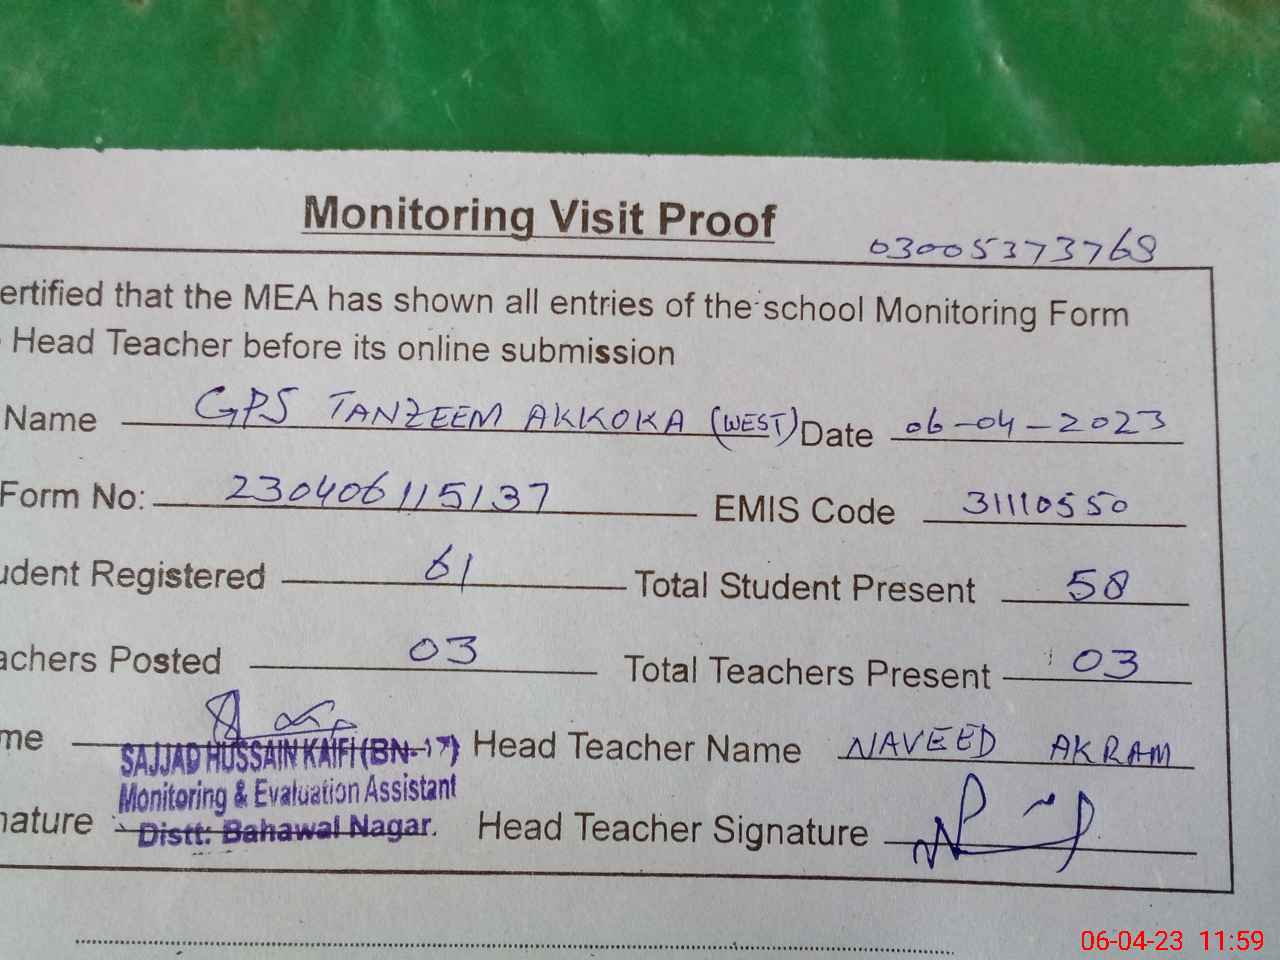 Monitoring Visit Proof
03005373768
ertified that the MEA has shown all entries of the school Monitoring Form
Head Teacher before its online submission
Name GPS TANZEEM AKKOKA (WEST) Date 06-04-2023
Form No: 230406115137 EMIS Code 31110550
udent Registered 61 Total Student Present 58
achers Posted 03 Total Teachers Present 03
me SAJJAD HUSSAIN KAIFI (BN-17) Head Teacher Name NAVEED AKRAM
Monitoring & Evaluation Assistant
nature Distt: Bahawal Nagar. Head Teacher Signature
06-04-23 11:59